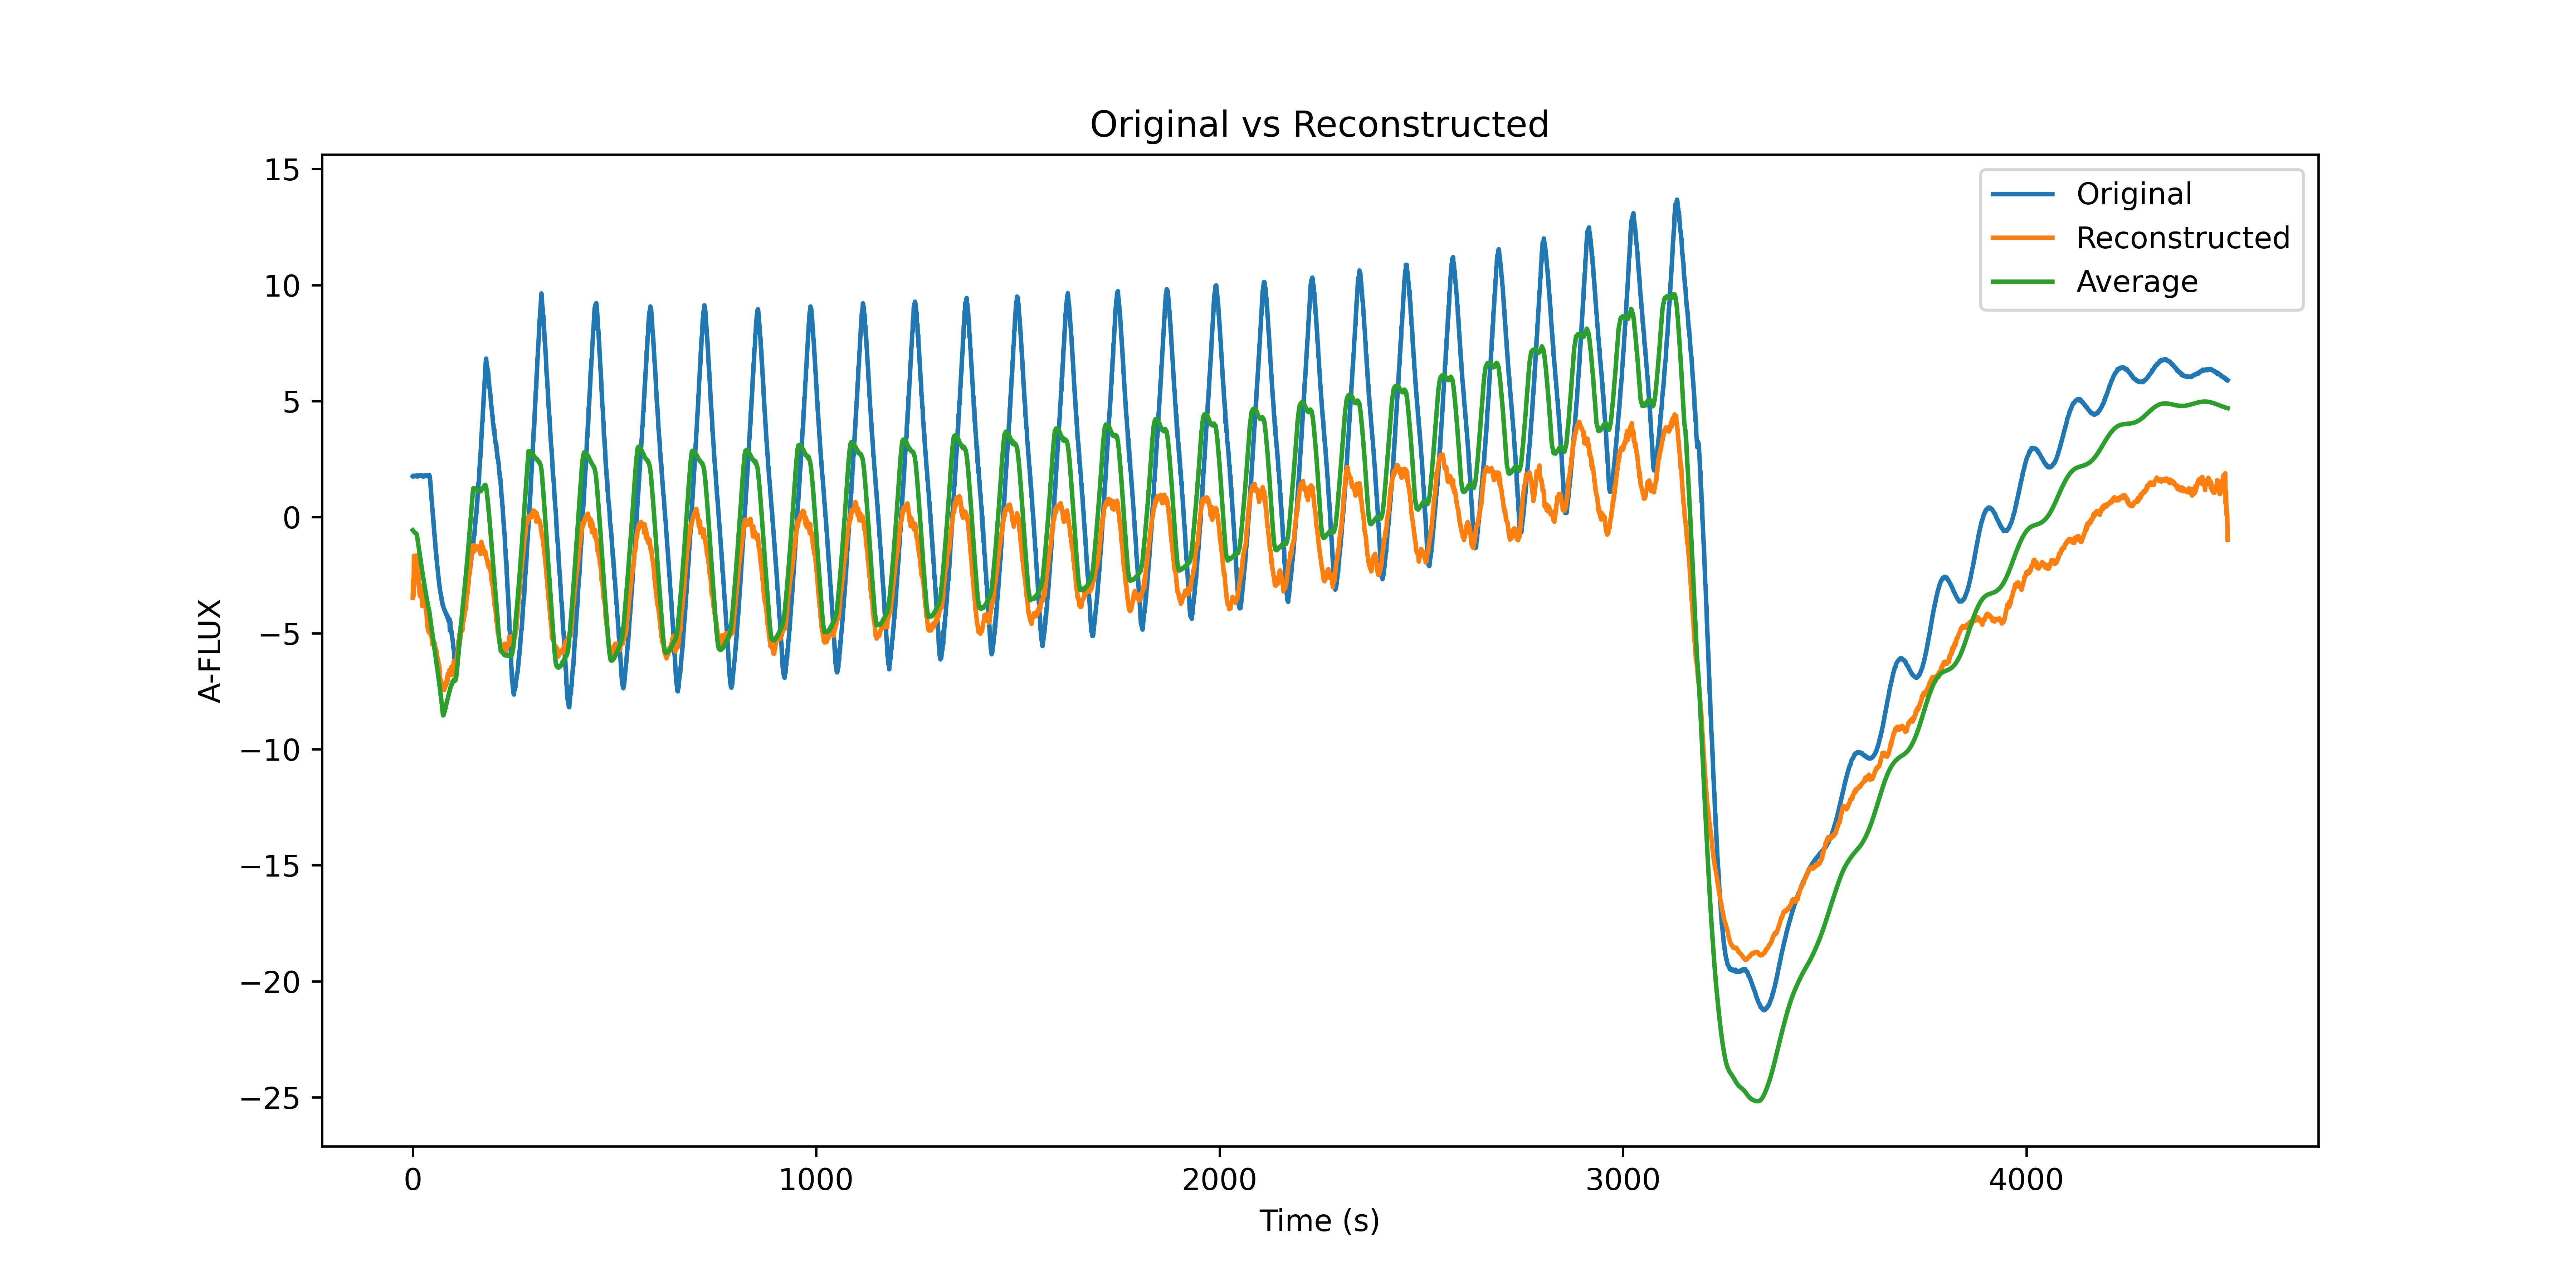 Original vs Reconstructed
15
10
5
0
−5
−10
−15
−20
−25
A-FLUX
Original
Reconstructed
Average
0 1000 2000 3000 4000
Time (s)